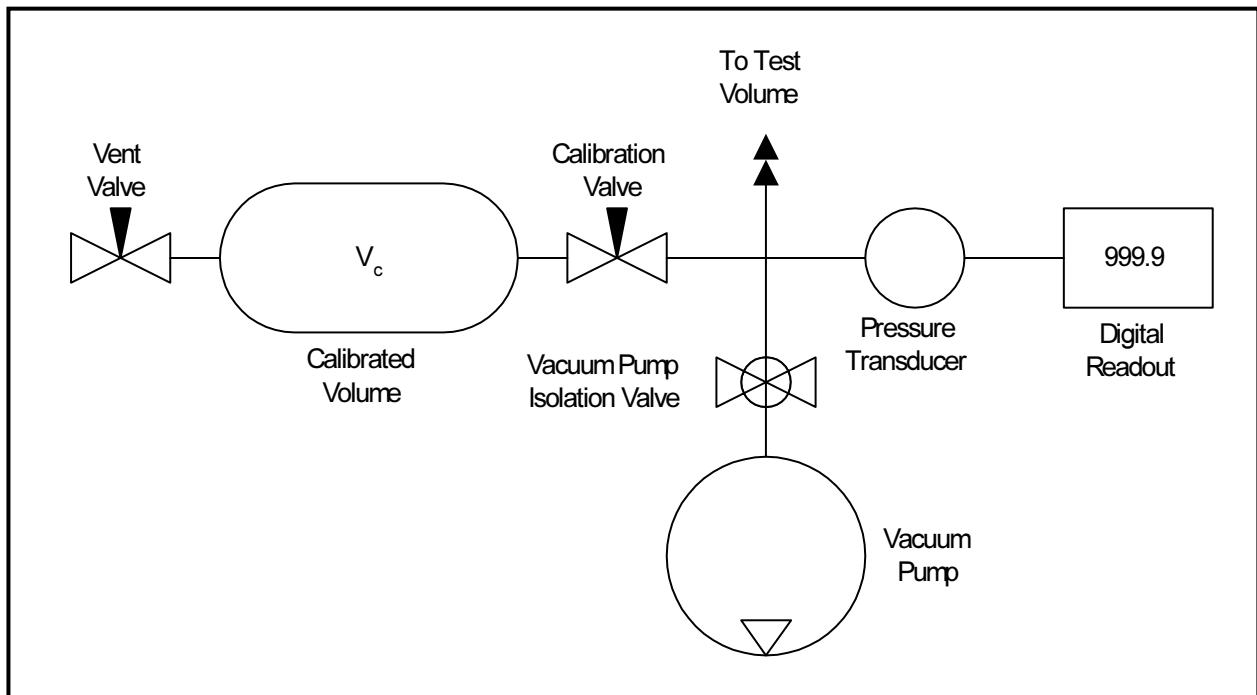 To Test
Volume
Vent
Valve
Calibration
Valve
V_c
999.9
Calibrated
Volume
Vacuum Pump
Isolation Valve
Pressure
Transducer
Digital
Readout
Vacuum
Pump